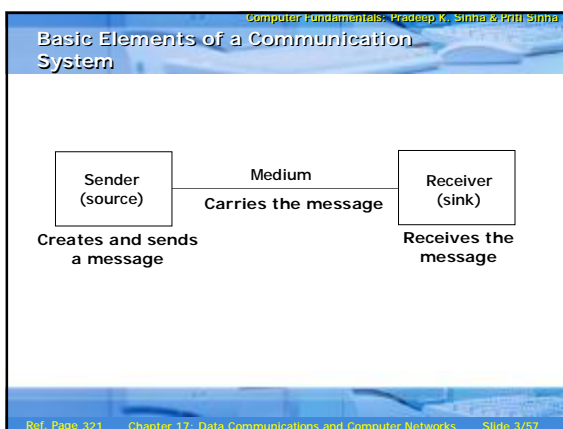 Computer Fundamentals: Pradeep K. Sinha & Priti Sinha
Basic Elements of a Communication
System
Sender
(source)
Medium
Receiver
(sink)
Carries the message
Creates and sends
a message
Receives the
message
Ref. Page 321 Chapter 17: Data Communications and Computer Networks Slide 3/57